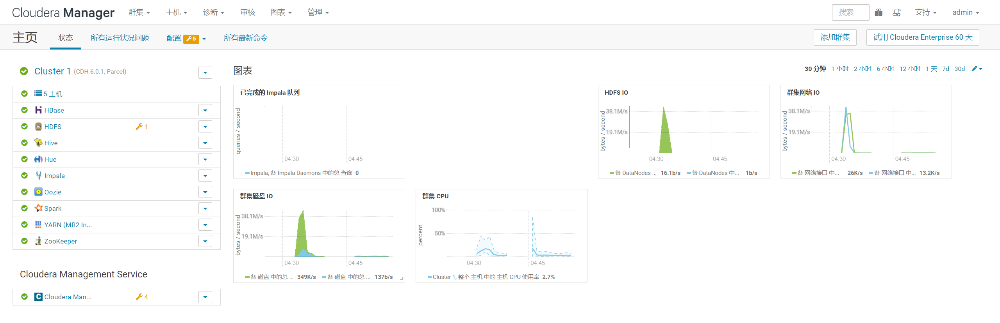 Cloudera Manager 群集 主机 诊断 审核 图表 管理 搜索 支持 admin
主页 状态 所有运行状况问题 配置 5 所有最新命令 添加群集 试用 Cloudera Enterprise 60 天
Cluster 1 (CDH 6.0.1, Parcel)
5 主机
HBase
HDFS 1
Hive
Hue
Impala
Oozie
Spark
YARN (MR2 In...
ZooKeeper
Cloudera Management Service
Cloudera Man... 4
图表
30 分钟 1 小时 2 小时 6 小时 12 小时 1 天 7d 30d
已完成的 Impala 队列
queries / second
04:30 04:45
Impala, 各 Impala Daemons 中的总 查询 0
HDFS IO
bytes / second
38.1M/s
19.1M/s
04:30 04:45
各 DataNodes ... 16.1b/s 各 DataNodes 中... 1b/s
群集网络 IO
bytes / second
38.1M/s
19.1M/s
04:30 04:45
各 网络接口 中... 26K/s 各 网络接口 中... 13.2K/s
群集磁盘 IO
bytes / second
38.1M/s
19.1M/s
04:30 04:45
各 磁盘 中的总 ... 349K/s 各 磁盘 中的总 ... 137b/s
群集 CPU
percent
100%
50%
04:30 04:45
Cluster 1, 整个 主机 中的 主机 CPU 使用率 2.7%